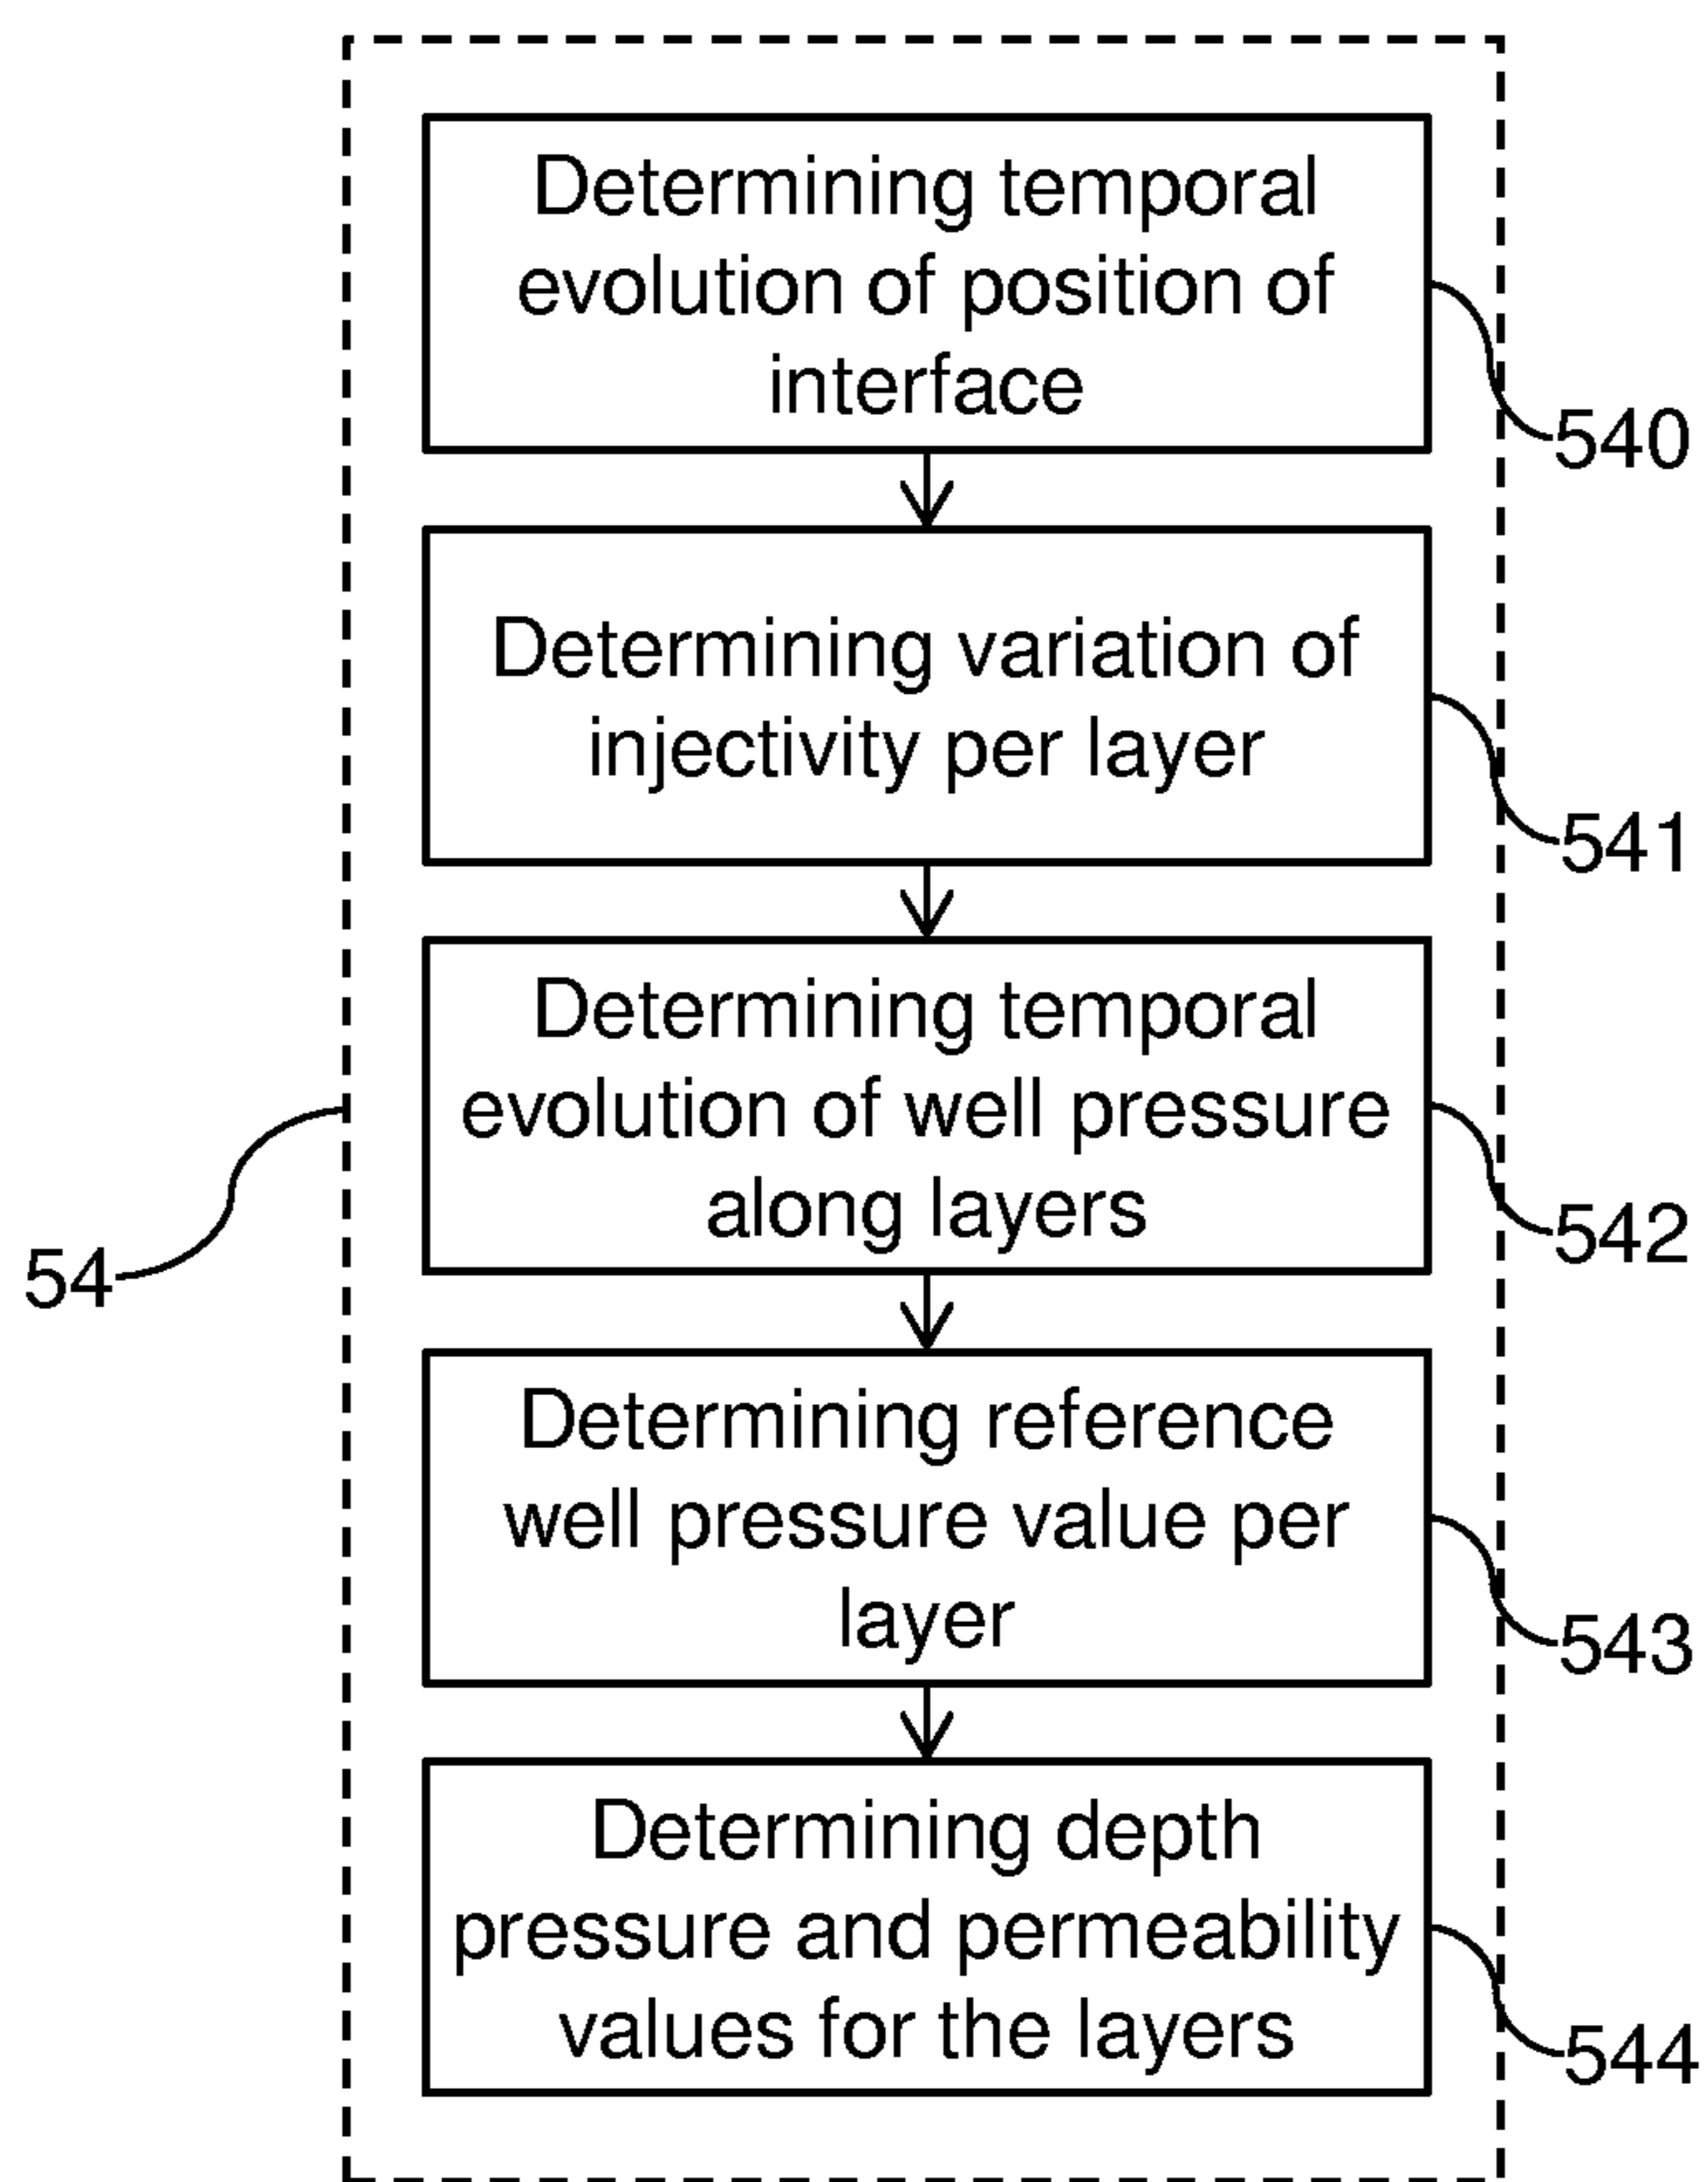 Determining temporal
evolution of position of
interface
540
Determining variation of
injectivity per layer
541
Determining temporal
evolution of well pressure
along layers
542
54
Determining reference
well pressure value per
layer
543
Determining depth
pressure and permeability
values for the layers
544